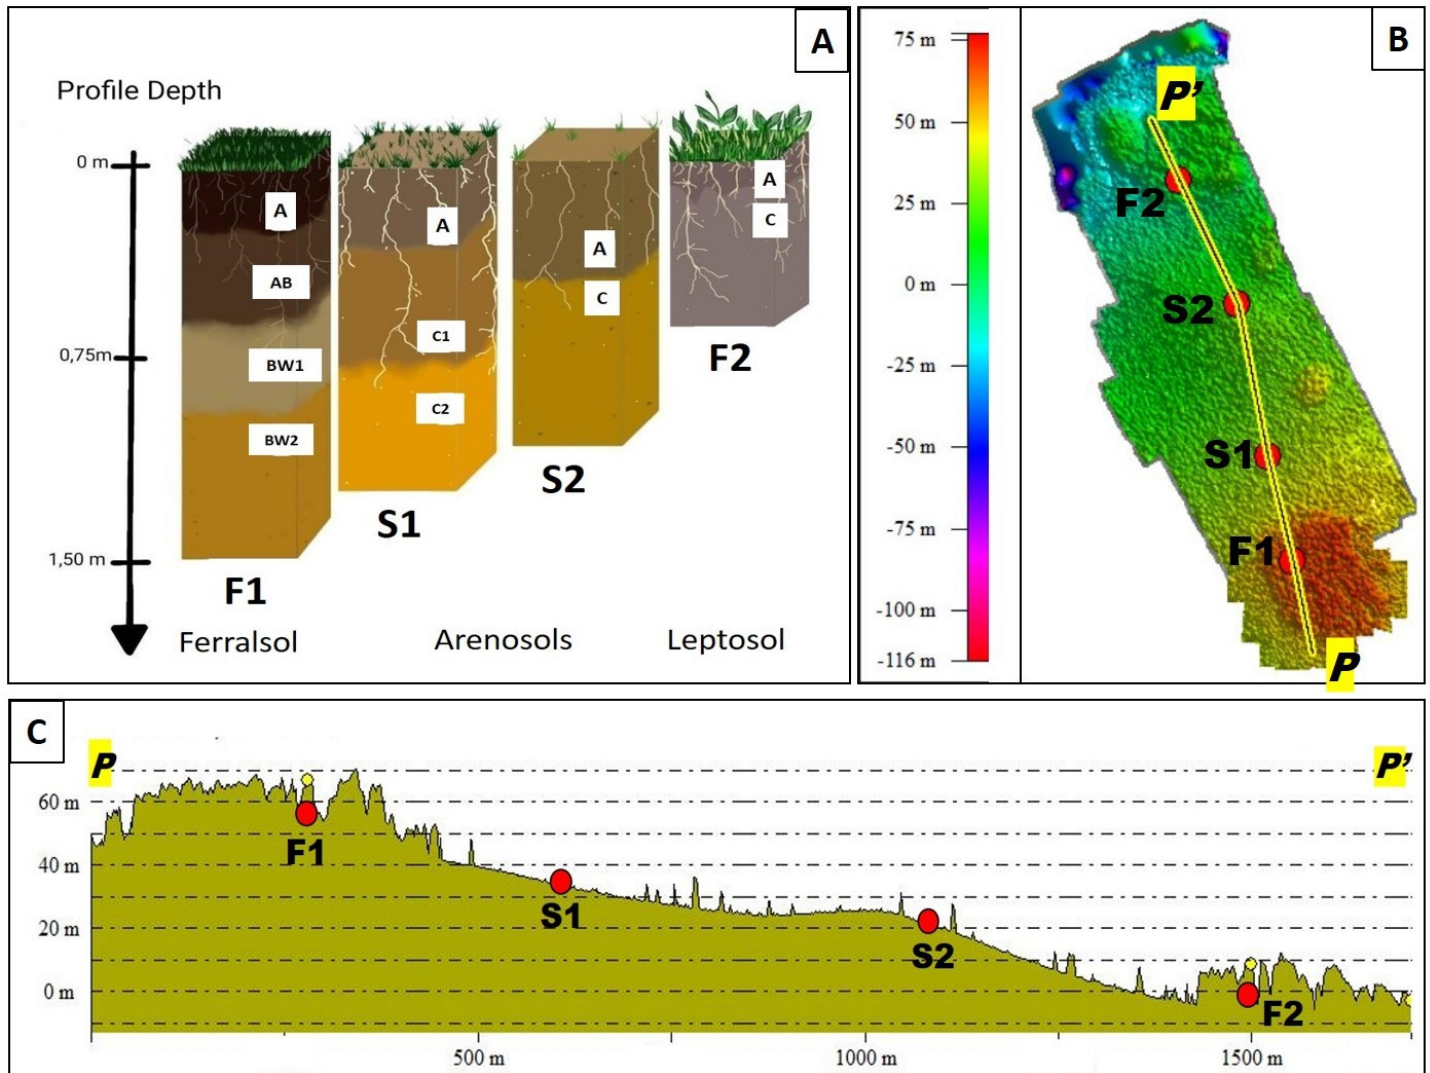 A
Profile Depth
0 m
0,75m
1,50 m
A
AB
BW1
BW2
F1
A
C1
C2
S1
A
C
S2
A
C
F2
Ferralsol
Arenosols
Leptosol
B
75 m
50 m
25 m
0 m
-25 m
-50 m
-75 m
-100 m
-116 m
P’
F2
S2
S1
F1
P
C
P
P’
60 m
40 m
20 m
0 m
F1
S1
S2
F2
500 m
1000 m
1500 m